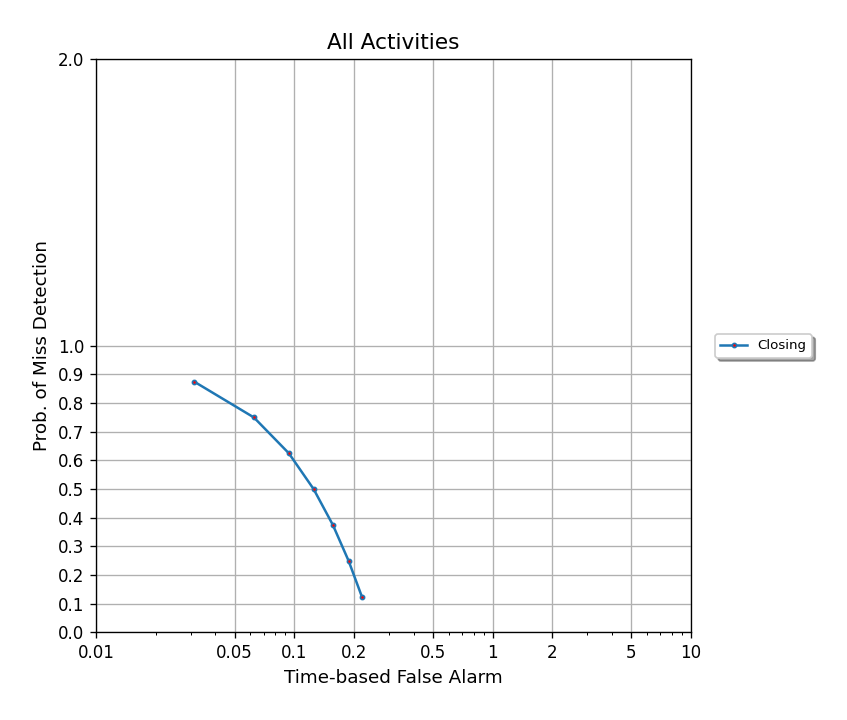 All Activities
2.0
1.0
0.9
0.8
0.7
0.6
0.5
0.4
0.3
0.2
0.1
0.0
Prob. of Miss Detection
0.01 0.05 0.1 0.2 0.5 1 2 5 10
Time-based False Alarm
Closing